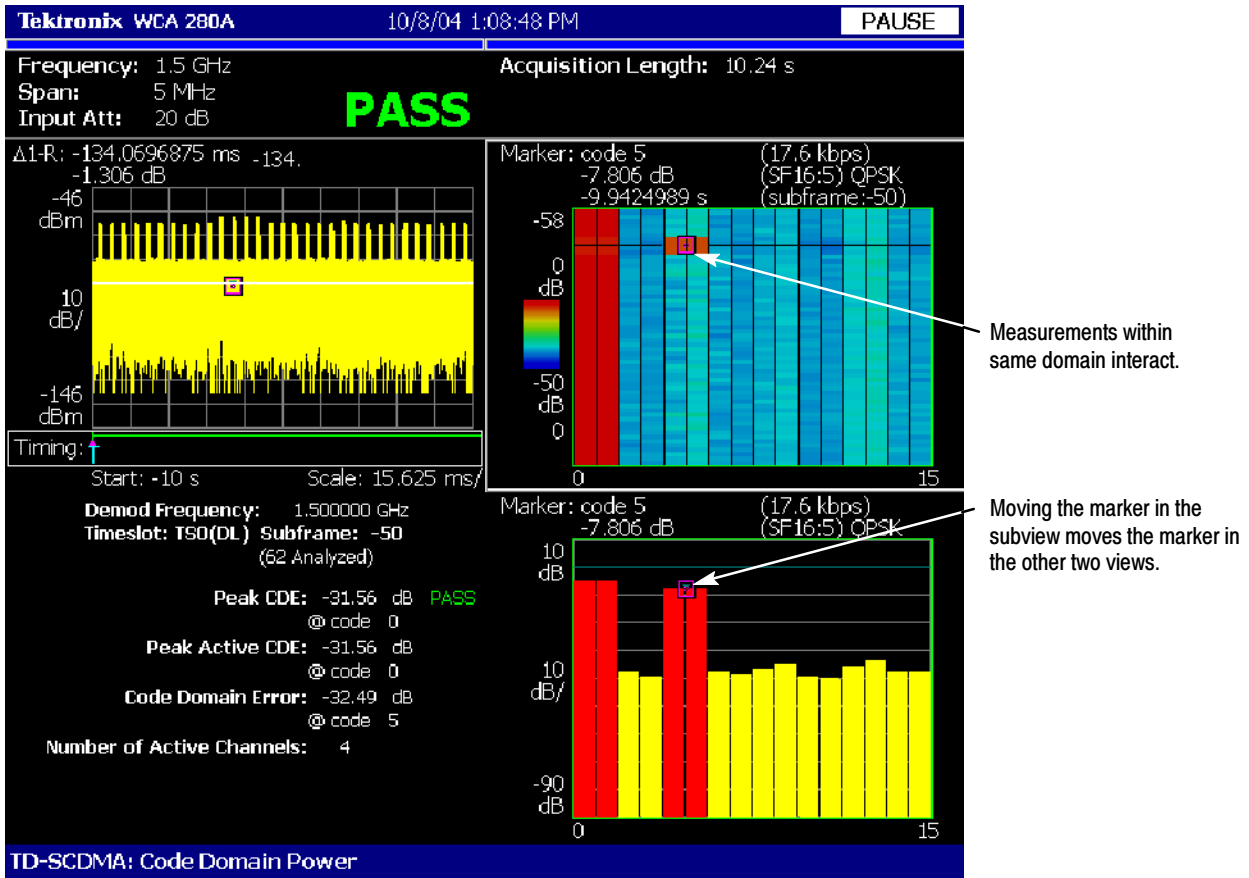 Tektronix WCA 280A 10/8/04 1:08:48 PM PAUSE
Frequency: 1.5 GHz
Span: 5 MHz
Input Att: 20 dB
PASS
Acquisition Length: 10.24 s
Δ1-R: -134.0696875 ms -134.
-1.306 dB
-46
dBm
10
dB/
-146
dBm
Timing:
Start: -10 s Scale: 15.625 ms/
Marker: code 5 (17.6 kbps)
-7.806 dB (SF16:5) QPSK
-9.9424989 s (subframe:-50)
-58
0
dB
-50
dB
0
0 15
Measurements within
same domain interact.
Demod Frequency: 1.500000 GHz
Timeslot: TS0(DL) Subframe: -50
(62 Analyzed)
Peak CDE: -31.56 dB PASS
@ code 0
Peak Active CDE: -31.56 dB
@ code 0
Code Domain Error: -32.49 dB
@ code 5
Number of Active Channels: 4
Marker: code 5 (17.6 kbps)
-7.806 dB (SF16:5) QPSK
10
dB
10
dB/
-90
dB
0 15
Moving the marker in the
subview moves the marker in
the other two views.
TD-SCDMA: Code Domain Power